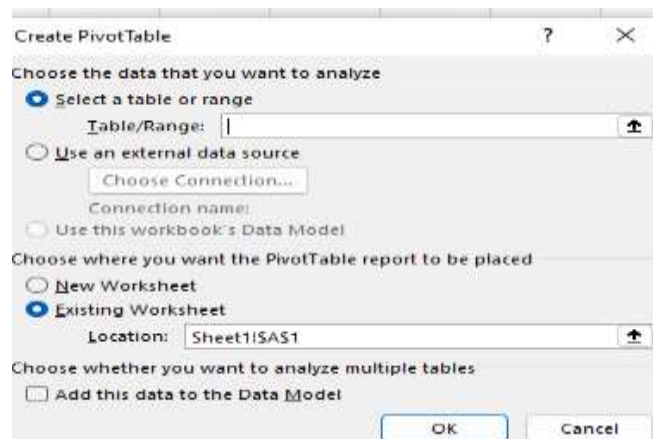 Create PivotTable ? ×
Choose the data that you want to analyze
Select a table or range
Table/Range:
Use an external data source
Choose Connection...
Connection name:
Use this workbook's Data Model
Choose where you want the PivotTable report to be placed
New Worksheet
Existing Worksheet
Location: Sheet1!$A$1
Choose whether you want to analyze multiple tables
Add this data to the Data Model
OK Cancel